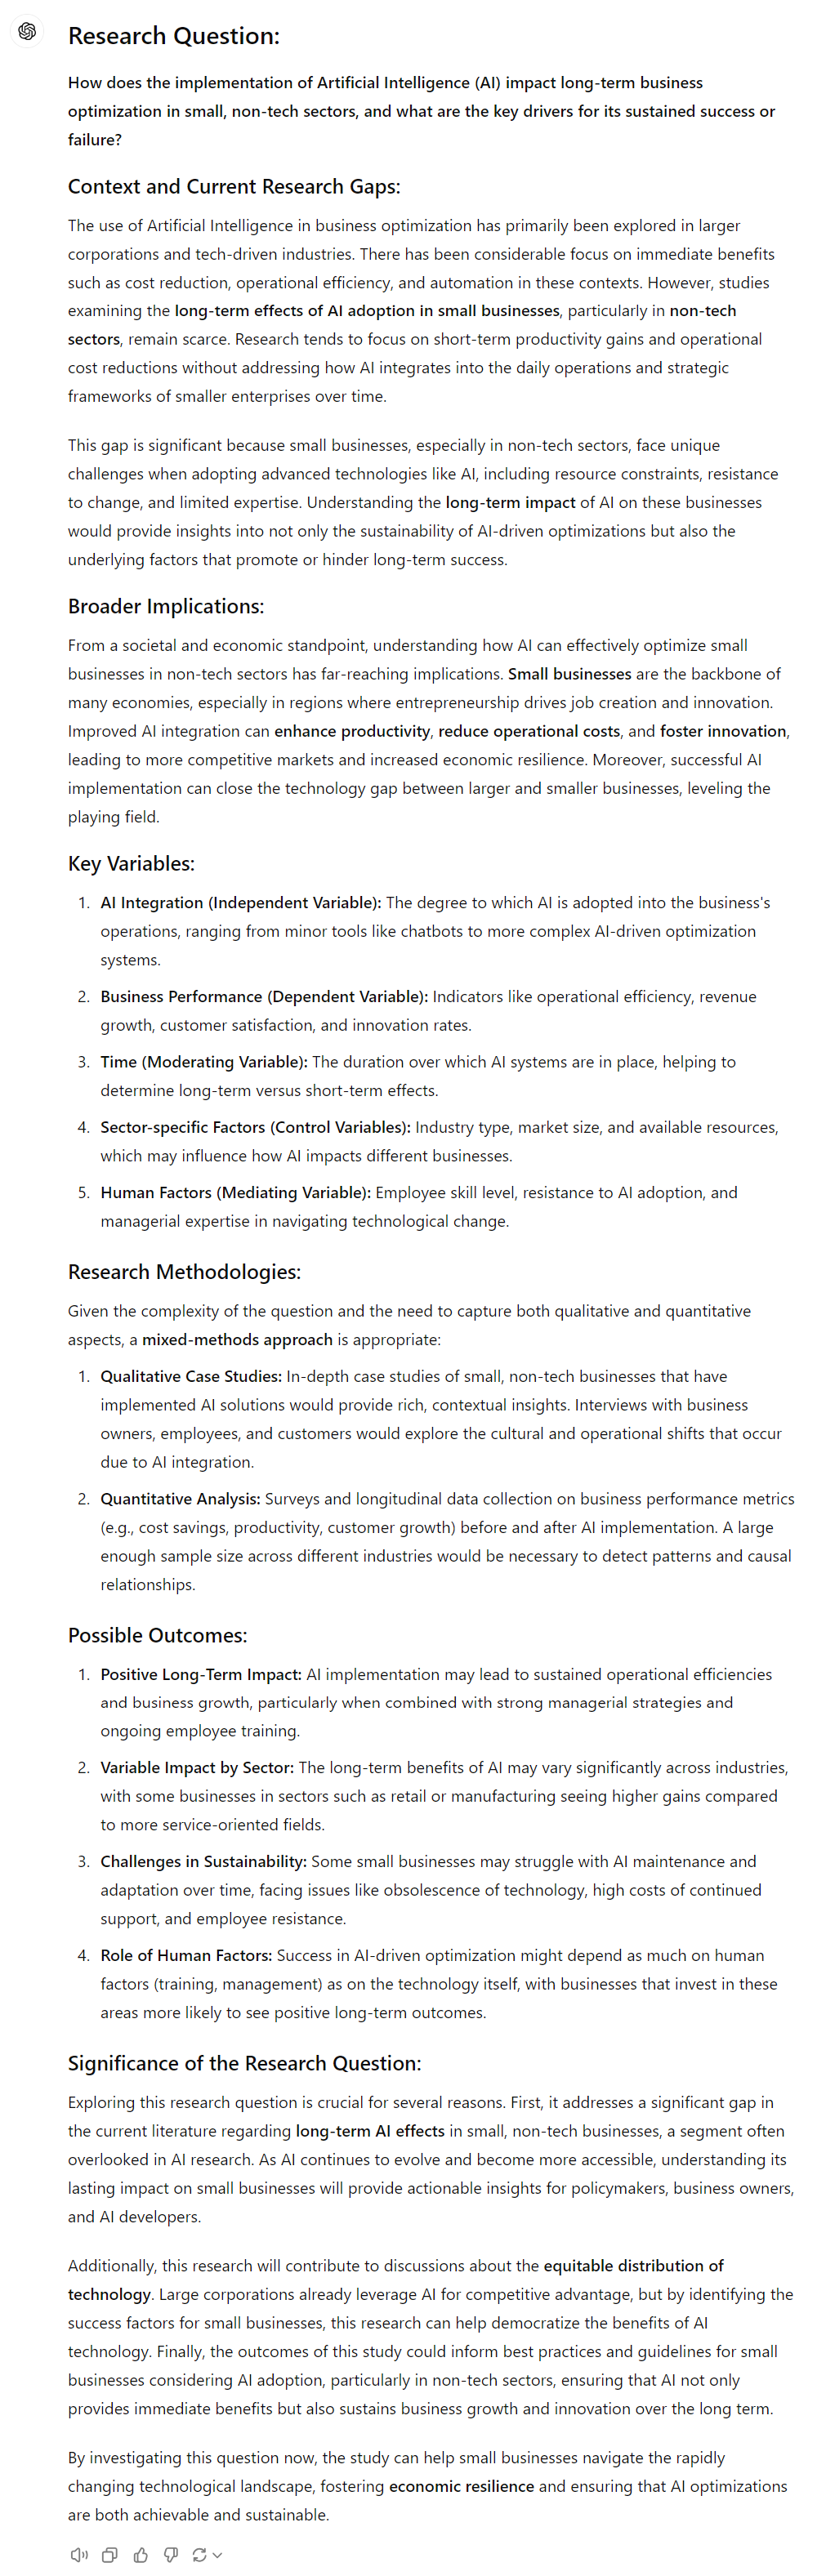 Research Question:
How does the implementation of Artificial Intelligence (AI) impact long-term business
optimization in small, non-tech sectors, and what are the key drivers for its sustained success or
failure?
Context and Current Research Gaps:
The use of Artificial Intelligence in business optimization has primarily been explored in larger
corporations and tech-driven industries. There has been considerable focus on immediate benefits
such as cost reduction, operational efficiency, and automation in these contexts. However, studies
examining the long-term effects of AI adoption in small businesses, particularly in non-tech
sectors, remain scarce. Research tends to focus on short-term productivity gains and operational
cost reductions without addressing how AI integrates into the daily operations and strategic
frameworks of smaller enterprises over time.
This gap is significant because small businesses, especially in non-tech sectors, face unique
challenges when adopting advanced technologies like AI, including resource constraints, resistance
to change, and limited expertise. Understanding the long-term impact of AI on these businesses
would provide insights into not only the sustainability of AI-driven optimizations but also the
underlying factors that promote or hinder long-term success.
Broader Implications:
From a societal and economic standpoint, understanding how AI can effectively optimize small
businesses in non-tech sectors has far-reaching implications. Small businesses are the backbone of
many economies, especially in regions where entrepreneurship drives job creation and innovation.
Improved AI integration can enhance productivity, reduce operational costs, and foster innovation,
leading to more competitive markets and increased economic resilience. Moreover, successful AI
implementation can close the technology gap between larger and smaller businesses, leveling the
playing field.
Key Variables:
1. AI Integration (Independent Variable): The degree to which AI is adopted into the business's
operations, ranging from minor tools like chatbots to more complex AI-driven optimization
systems.
2. Business Performance (Dependent Variable): Indicators like operational efficiency, revenue
growth, customer satisfaction, and innovation rates.
3. Time (Moderating Variable): The duration over which AI systems are in place, helping to
determine long-term versus short-term effects.
4. Sector-specific Factors (Control Variables): Industry type, market size, and available resources,
which may influence how AI impacts different businesses.
5. Human Factors (Mediating Variable): Employee skill level, resistance to AI adoption, and
managerial expertise in navigating technological change.
Research Methodologies:
Given the complexity of the question and the need to capture both qualitative and quantitative
aspects, a mixed-methods approach is appropriate:
1. Qualitative Case Studies: In-depth case studies of small, non-tech businesses that have
implemented AI solutions would provide rich, contextual insights. Interviews with business
owners, employees, and customers would explore the cultural and operational shifts that occur
due to AI integration.
2. Quantitative Analysis: Surveys and longitudinal data collection on business performance metrics
(e.g., cost savings, productivity, customer growth) before and after AI implementation. A large
enough sample size across different industries would be necessary to detect patterns and causal
relationships.
Possible Outcomes:
1. Positive Long-Term Impact: AI implementation may lead to sustained operational efficiencies
and business growth, particularly when combined with strong managerial strategies and
ongoing employee training.
2. Variable Impact by Sector: The long-term benefits of AI may vary significantly across industries,
with some businesses in sectors such as retail or manufacturing seeing higher gains compared
to more service-oriented fields.
3. Challenges in Sustainability: Some small businesses may struggle with AI maintenance and
adaptation over time, facing issues like obsolescence of technology, high costs of continued
support, and employee resistance.
4. Role of Human Factors: Success in AI-driven optimization might depend as much on human
factors (training, management) as on the technology itself, with businesses that invest in these
areas more likely to see positive long-term outcomes.
Significance of the Research Question:
Exploring this research question is crucial for several reasons. First, it addresses a significant gap in
the current literature regarding long-term AI effects in small, non-tech businesses, a segment often
overlooked in AI research. As AI continues to evolve and become more accessible, understanding its
lasting impact on small businesses will provide actionable insights for policymakers, business owners,
and AI developers.
Additionally, this research will contribute to discussions about the equitable distribution of
technology. Large corporations already leverage AI for competitive advantage, but by identifying the
success factors for small businesses, this research can help democratize the benefits of AI
technology. Finally, the outcomes of this study could inform best practices and guidelines for small
businesses considering AI adoption, particularly in non-tech sectors, ensuring that AI not only
provides immediate benefits but also sustains business growth and innovation over the long term.
By investigating this question now, the study can help small businesses navigate the rapidly
changing technological landscape, fostering economic resilience and ensuring that AI optimizations
are both achievable and sustainable.